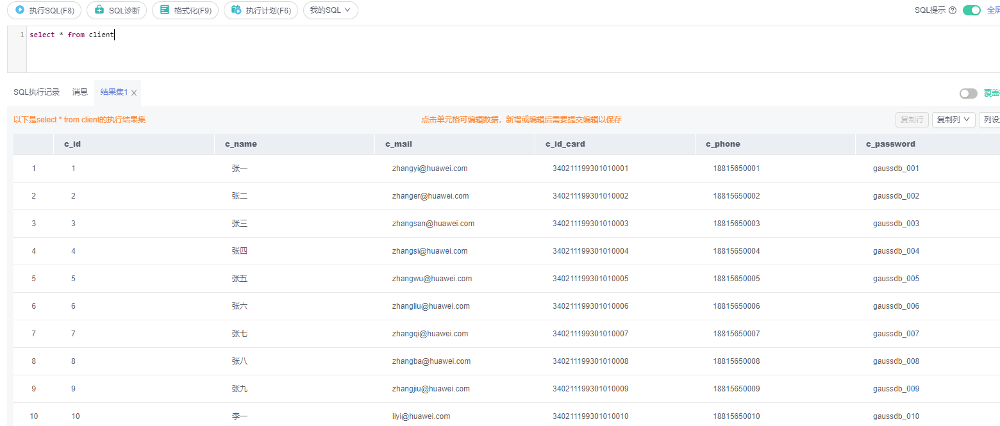 执行SQL(F8) SQL诊断 格式化(F9) 执行计划(F6) 我的SQL SQL提示 全屏
1 select * from client
SQL执行记录 消息 结果集1 覆盖
以下是select * from client的执行结果集 点击单元格可编辑数据，新增或编辑后需要提交编辑以保存 复制行 复制列 列设
c_id c_name c_mail c_id_card c_phone c_password
1 1 张一 zhangyi@huawei.com 340211199301010001 18815650001 gaussdb_001
2 2 张二 zhanger@huawei.com 340211199301010002 18815650002 gaussdb_002
3 3 张三 zhangsan@huawei.com 340211199301010003 18815650003 gaussdb_003
4 4 张四 zhangsi@huawei.com 340211199301010004 18815650004 gaussdb_004
5 5 张五 zhangwu@huawei.com 340211199301010005 18815650005 gaussdb_005
6 6 张六 zhangliu@huawei.com 340211199301010006 18815650006 gaussdb_006
7 7 张七 zhangqi@huawei.com 340211199301010007 18815650007 gaussdb_007
8 8 张八 zhangba@huawei.com 340211199301010008 18815650008 gaussdb_008
9 9 张九 zhangjiu@huawei.com 340211199301010009 18815650009 gaussdb_009
10 10 李一 liyi@huawei.com 340211199301010010 18815650010 gaussdb_010